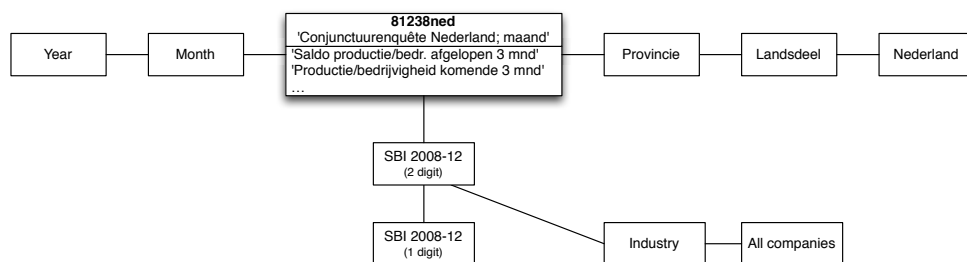 81238ned
'Conjunctuurenquête Nederland; maand'
'Saldo productie/bedr. afgelopen 3 mnd'
'Productie/bedrijvigheid komende 3 mnd'
...
Year
Month
Provincie
Landsdeel
Nederland
SBI 2008-12
(2 digit)
SBI 2008-12
(1 digit)
Industry
All companies